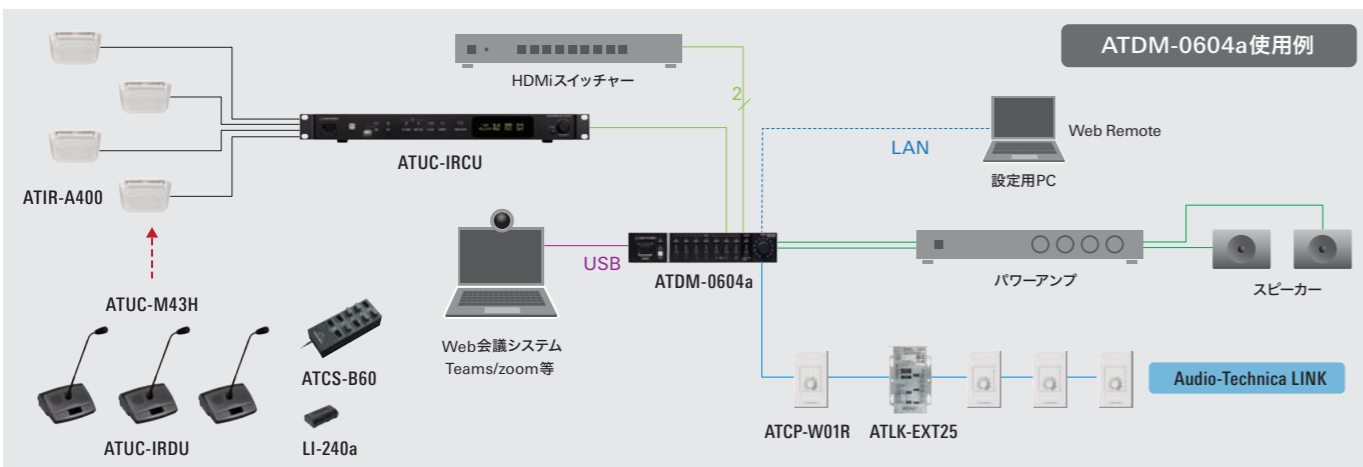 ATDM-0604a使用例
HDMiスイッチャー
2
ATUC-IRCU
ATIR-A400
LAN
Web Remote
設定用PC
USB
ATDM-0604a
パワーアンプ
スピーカー
ATUC-M43H
Web会議システム
Teams/zoom等
ATCS-B60
ATUC-IRDU
LI-240a
ATCP-W01R
ATLK-EXT25
Audio-Technica LINK